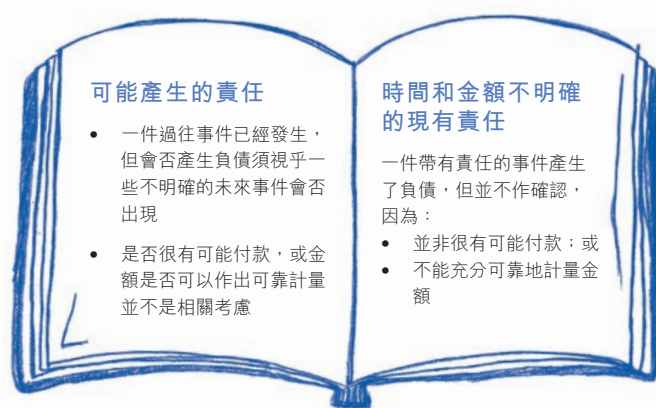 可能產生的責任
• 一件過往事件已經發生，
但會否產生負債須視乎一
些不明確的未來事件會否
出現
• 是否很有可能付款，或金
額是否可以作出可靠計量
並不是相關考慮
時間和金額不明確
的現有責任
一件帶有責任的事件產生
了負債，但並不作確認，
因為：
• 並非很有可能付款；或
• 不能充分可靠地計量金
額